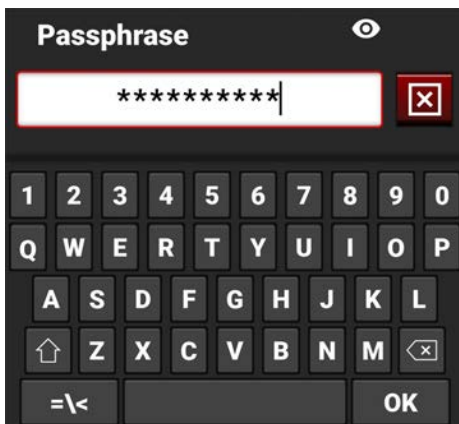 Passphrase
**********
1 2 3 4 5 6 7 8 9 0
Q W E R T Y U I O P
A S D F G H J K L
Z X C V B N M
=\< OK